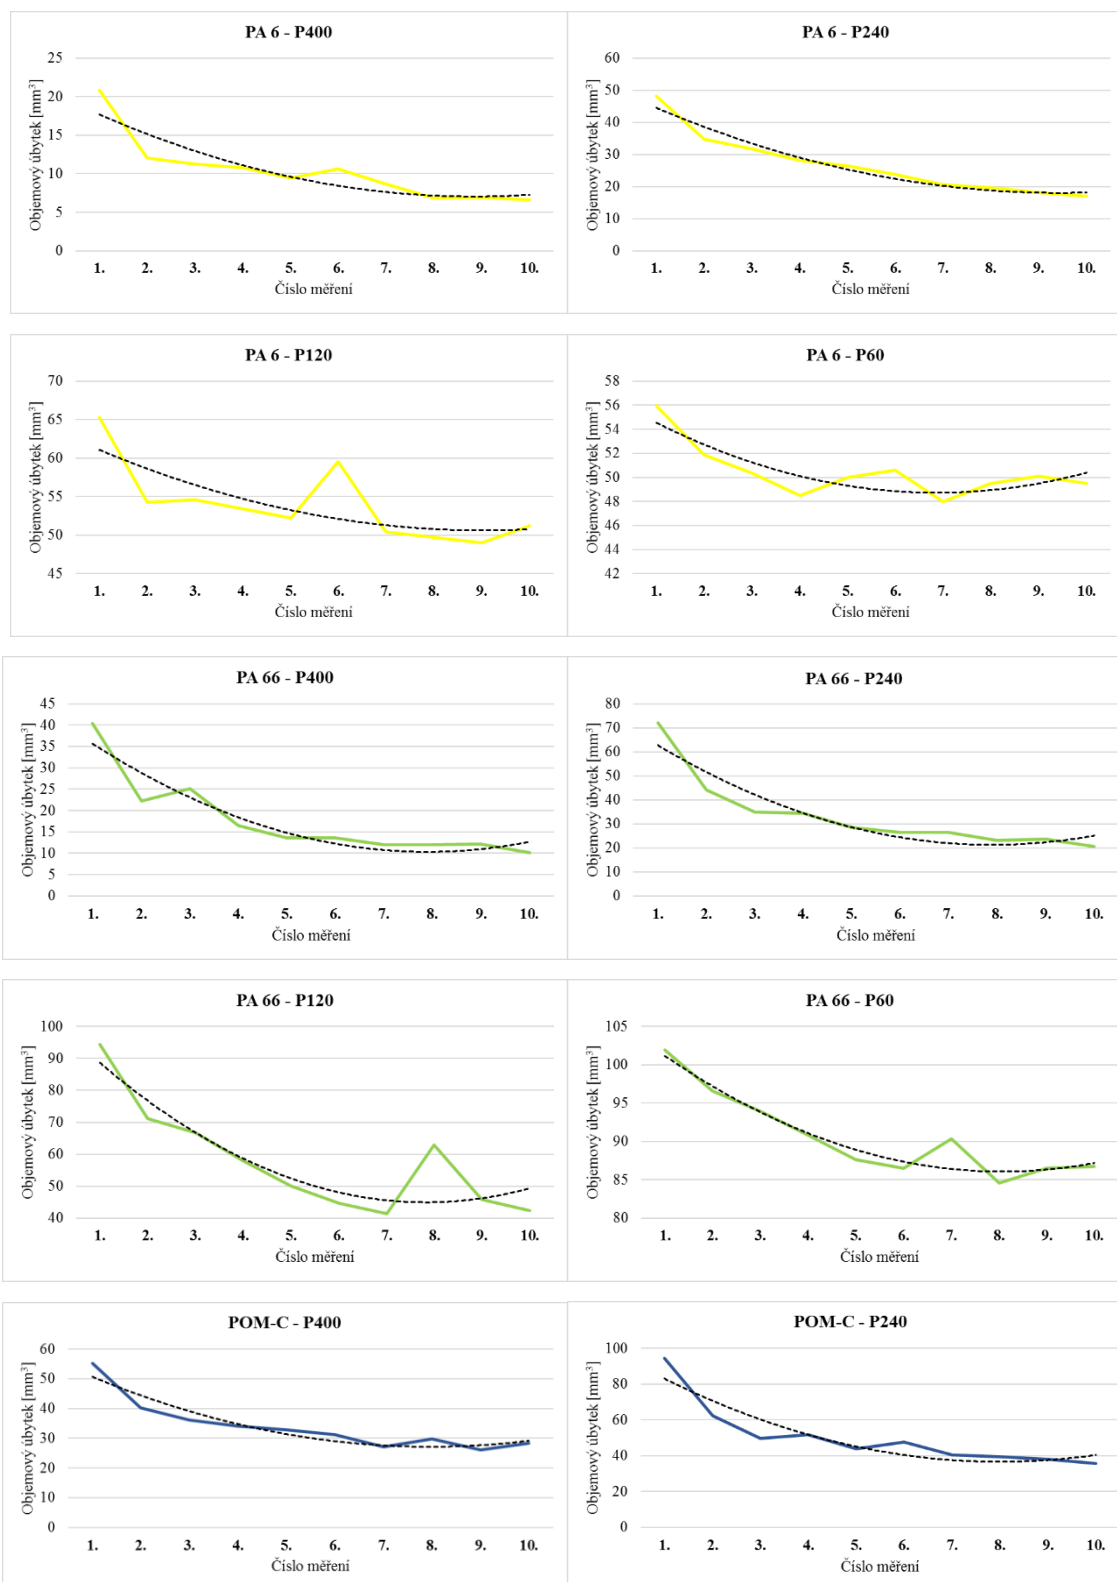 PA 6 - P400
Objemový úbytek [mm³]
25
20
15
10
5
0
1. 2. 3. 4. 5. 6. 7. 8. 9. 10.
Číslo měření
PA 6 - P240
Objemový úbytek [mm³]
60
50
40
30
20
10
0
1. 2. 3. 4. 5. 6. 7. 8. 9. 10.
Číslo měření
PA 6 - P120
Objemový úbytek [mm³]
70
65
60
55
50
45
1. 2. 3. 4. 5. 6. 7. 8. 9. 10.
Číslo měření
PA 6 - P60
Objemový úbytek [mm³]
58
56
54
52
50
48
46
44
42
1. 2. 3. 4. 5. 6. 7. 8. 9. 10.
Číslo měření
PA 66 - P400
Objemový úbytek [mm³]
45
40
35
30
25
20
15
10
5
0
1. 2. 3. 4. 5. 6. 7. 8. 9. 10.
Číslo měření
PA 66 - P240
Objemový úbytek [mm³]
80
70
60
50
40
30
20
10
0
1. 2. 3. 4. 5. 6. 7. 8. 9. 10.
Číslo měření
PA 66 - P120
Objemový úbytek [mm³]
100
90
80
70
60
50
40
1. 2. 3. 4. 5. 6. 7. 8. 9. 10.
Číslo měření
PA 66 - P60
Objemový úbytek [mm³]
105
100
95
90
85
80
1. 2. 3. 4. 5. 6. 7. 8. 9. 10.
Číslo měření
POM-C - P400
Objemový úbytek [mm³]
60
50
40
30
20
10
0
1. 2. 3. 4. 5. 6. 7. 8. 9. 10.
Číslo měření
POM-C - P240
Objemový úbytek [mm³]
100
80
60
40
20
0
1. 2. 3. 4. 5. 6. 7. 8. 9. 10.
Číslo měření